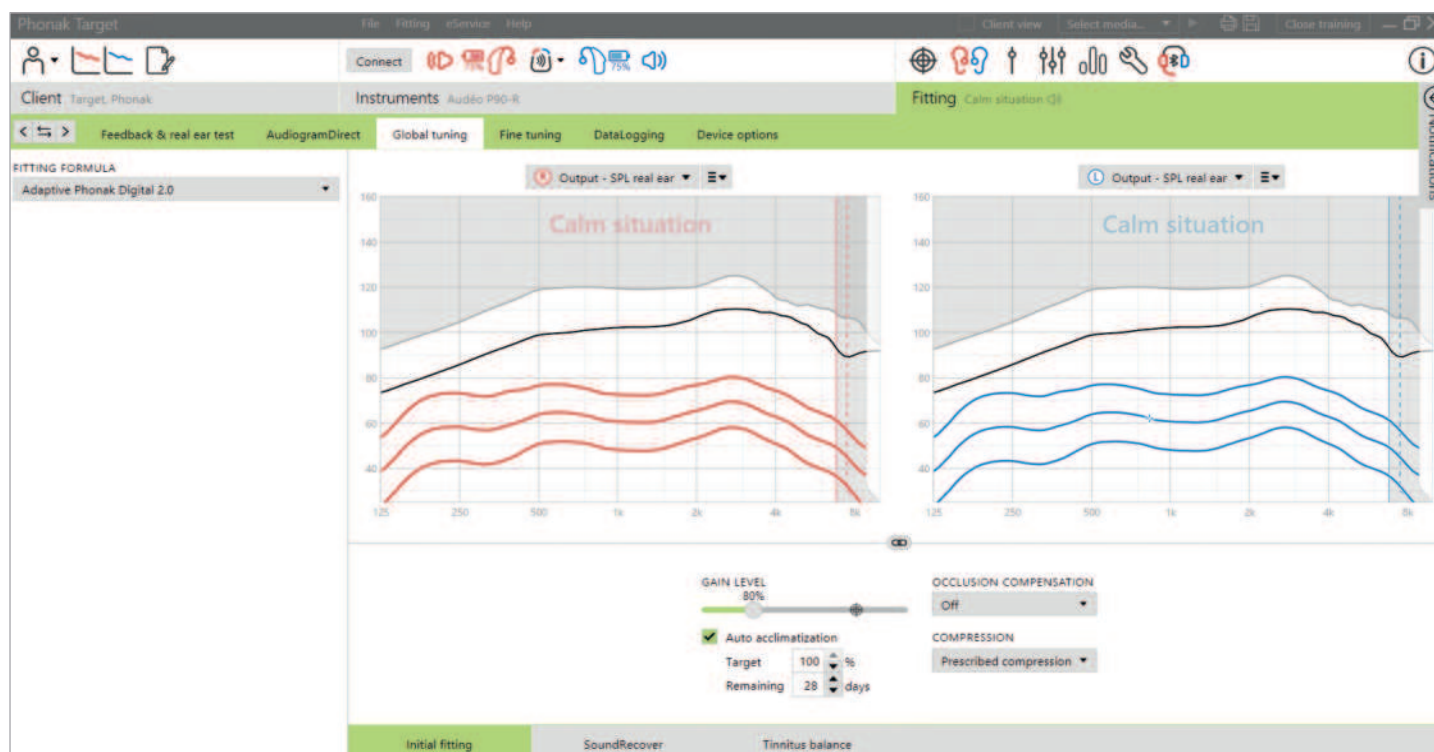 Phonak Target File Fitting eService Help Client view Select media... Close training
Connect 75%
Client Target, Phonak Instruments Audéo P90-R Fitting Calm situation
Feedback & real ear test AudiogramDirect Global tuning Fine tuning DataLogging Device options
Notifications
FITTING FORMULA
Adaptive Phonak Digital 2.0
R Output - SPL real ear
Calm situation
160
140
120
100
80
60
40
125 250 500 1k 2k 4k 8k
L Output - SPL real ear
Calm situation
160
140
120
100
80
60
40
125 250 500 1k 2k 4k 8k
GAIN LEVEL
80%
Auto acclimatization
Target 100 %
Remaining 28 days
OCCLUSION COMPENSATION
Off
COMPRESSION
Prescribed compression
Initial fitting SoundRecover Tinnitus balance